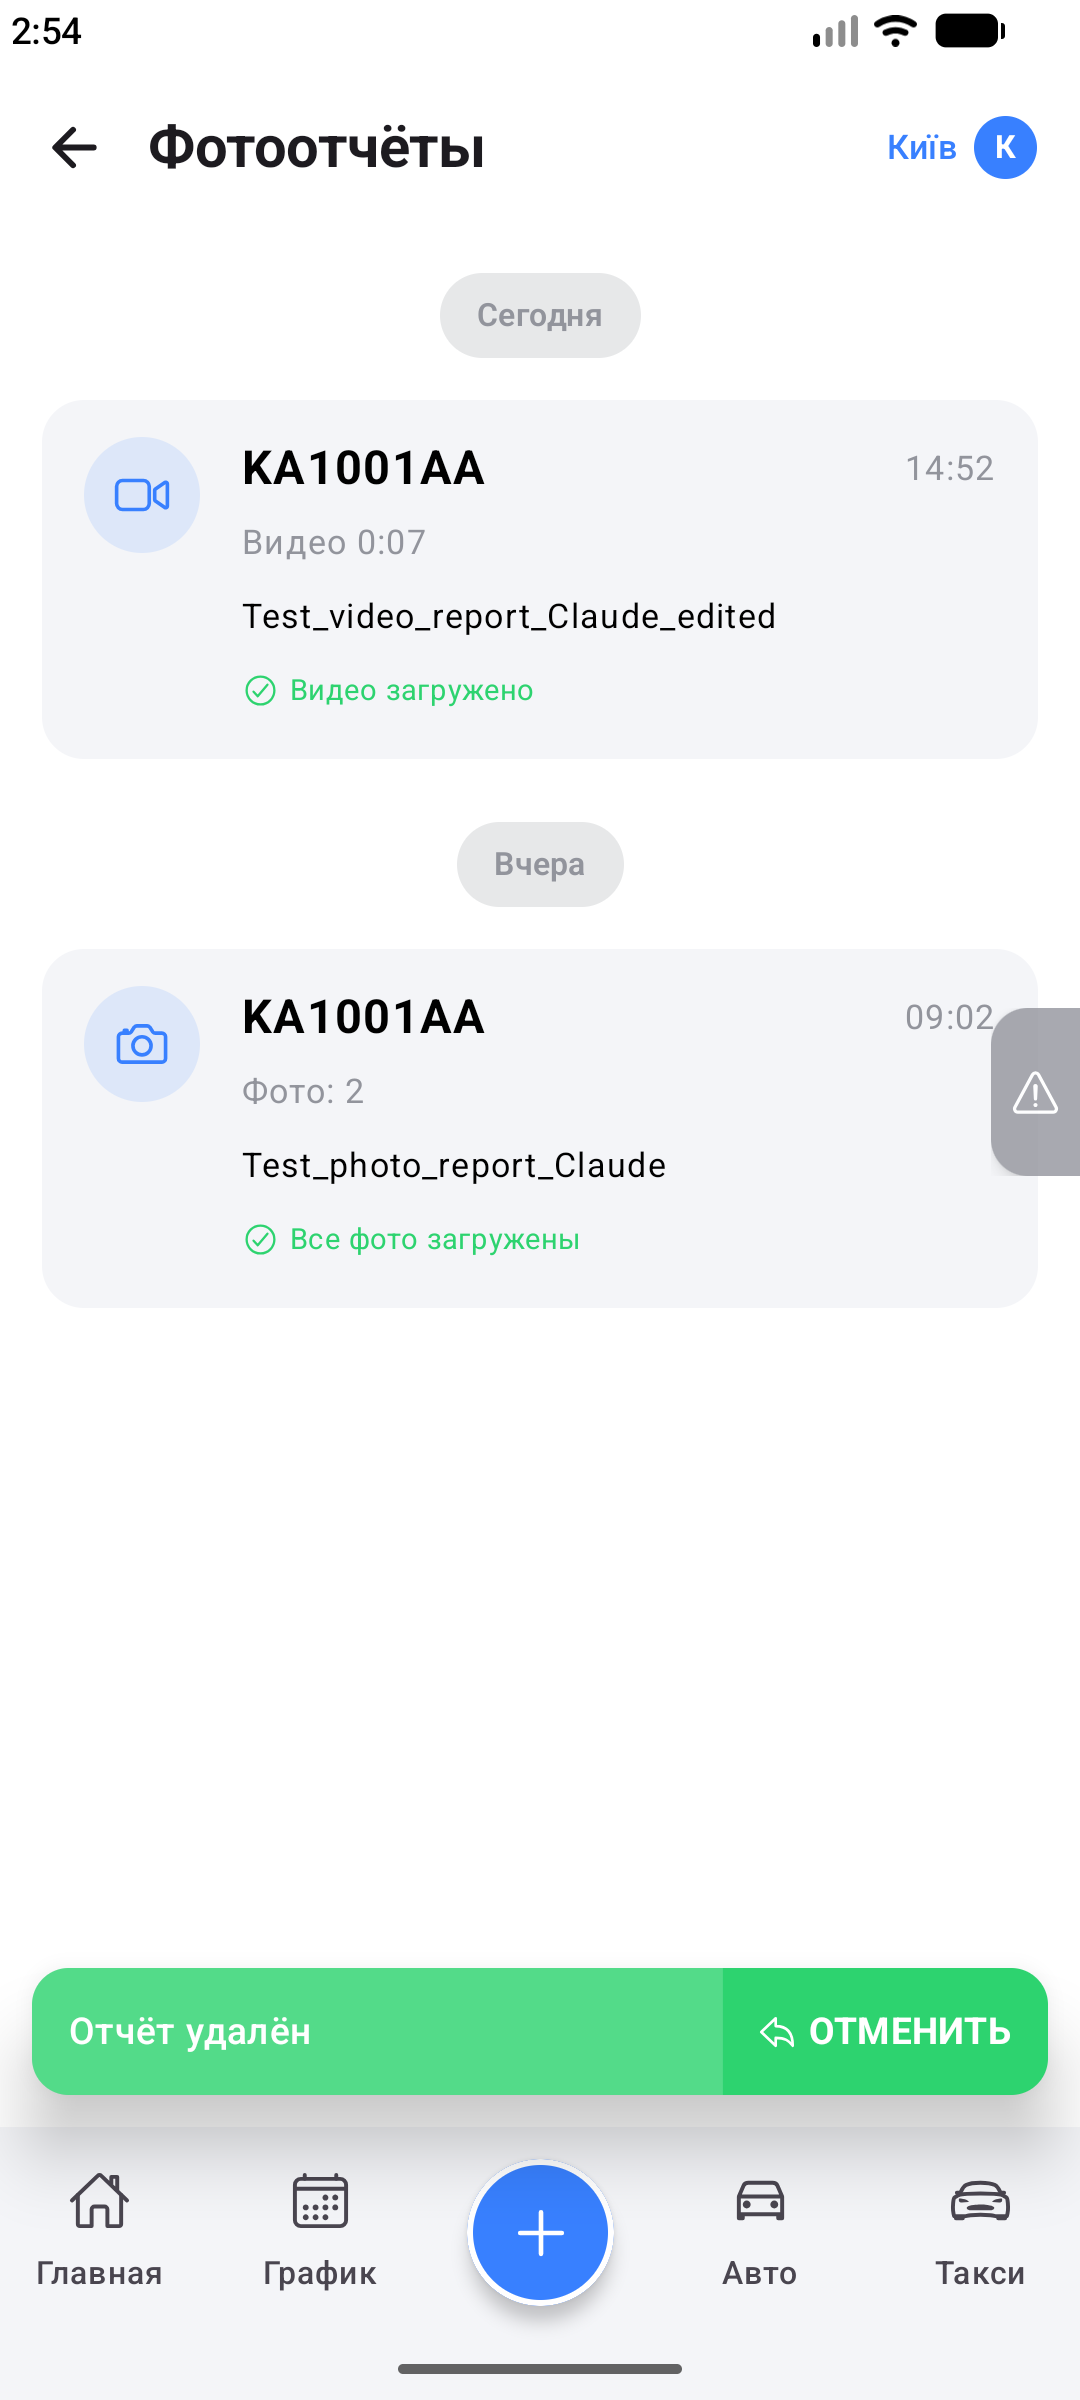 2:54
Фотоотчёты
Київ
K
Сегодня
KA1001AA
14:52
Видео 0:07
Test_video_report_Claude_edited
Видео загружено
Вчера
KA1001AA
09:02
Фото: 2
Test_photo_report_Claude
Все фото загружены
Отчёт удалён
ОТМЕНИТЬ
Главная
График
Авто
Такси